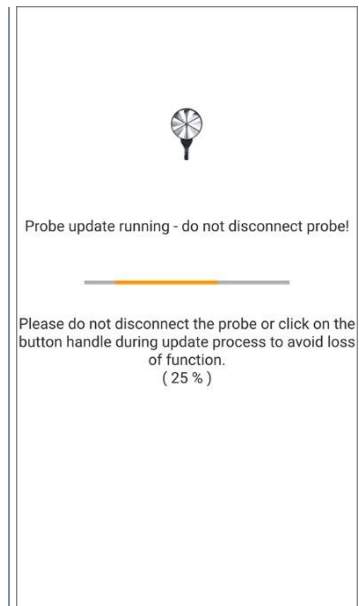 Probe update running - do not disconnect probe!
Please do not disconnect the probe or click on the
button handle during update process to avoid loss
of function.
( 25 % )